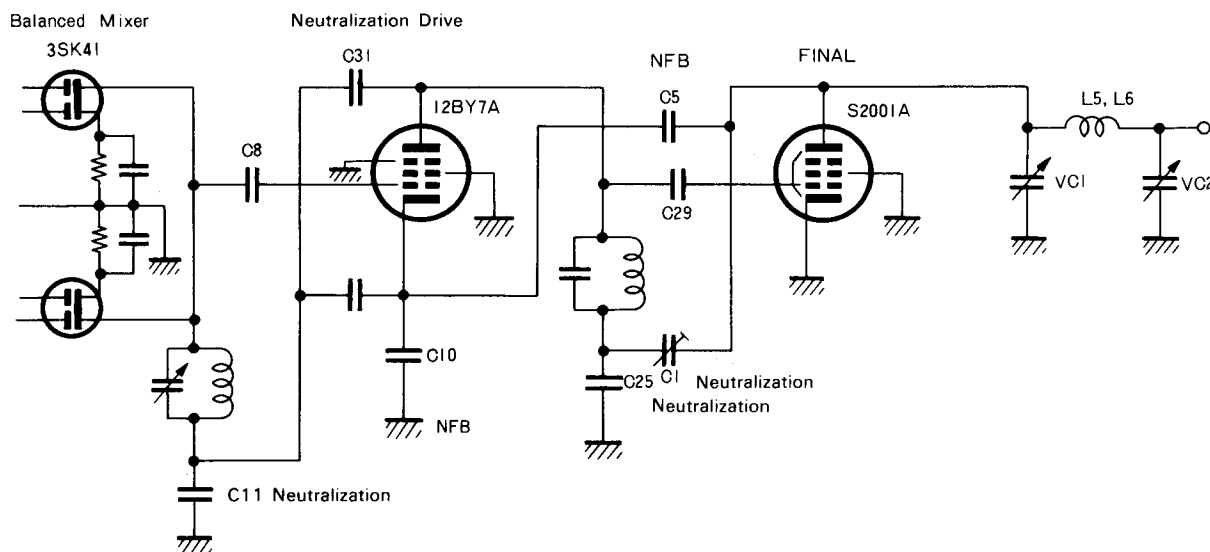 Balanced Mixer
3SK41
Neutralization Drive
C31
12BY7A
NFB
C5
FINAL
S2001A
L5, L6
C8
C29
VC1
VC2
C10
NFB
C1
C25
Neutralization
Neutralization
C11 Neutralization